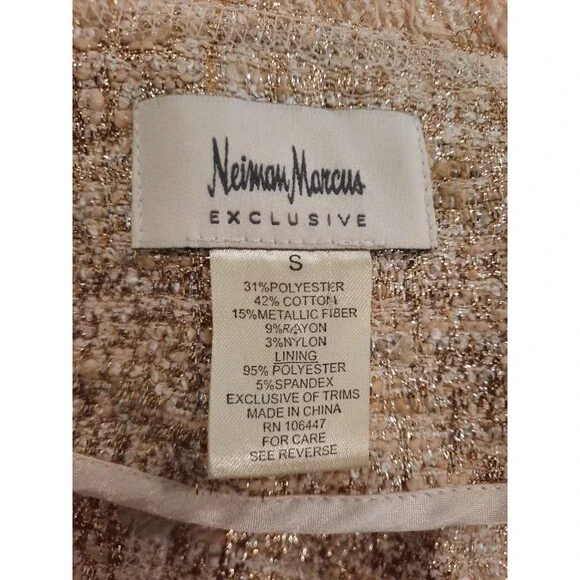 Neiman Marcus
EXCLUSIVE
S
31%POLYESTER
42% COTTON
15%METALLIC FIBER
9%RAYON
3%NYLON
LINING
95% POLYESTER
5%SPANDEX
EXCLUSIVE OF TRIMS
MADE IN CHINA
RN 106447
FOR CARE
SEE REVERSE